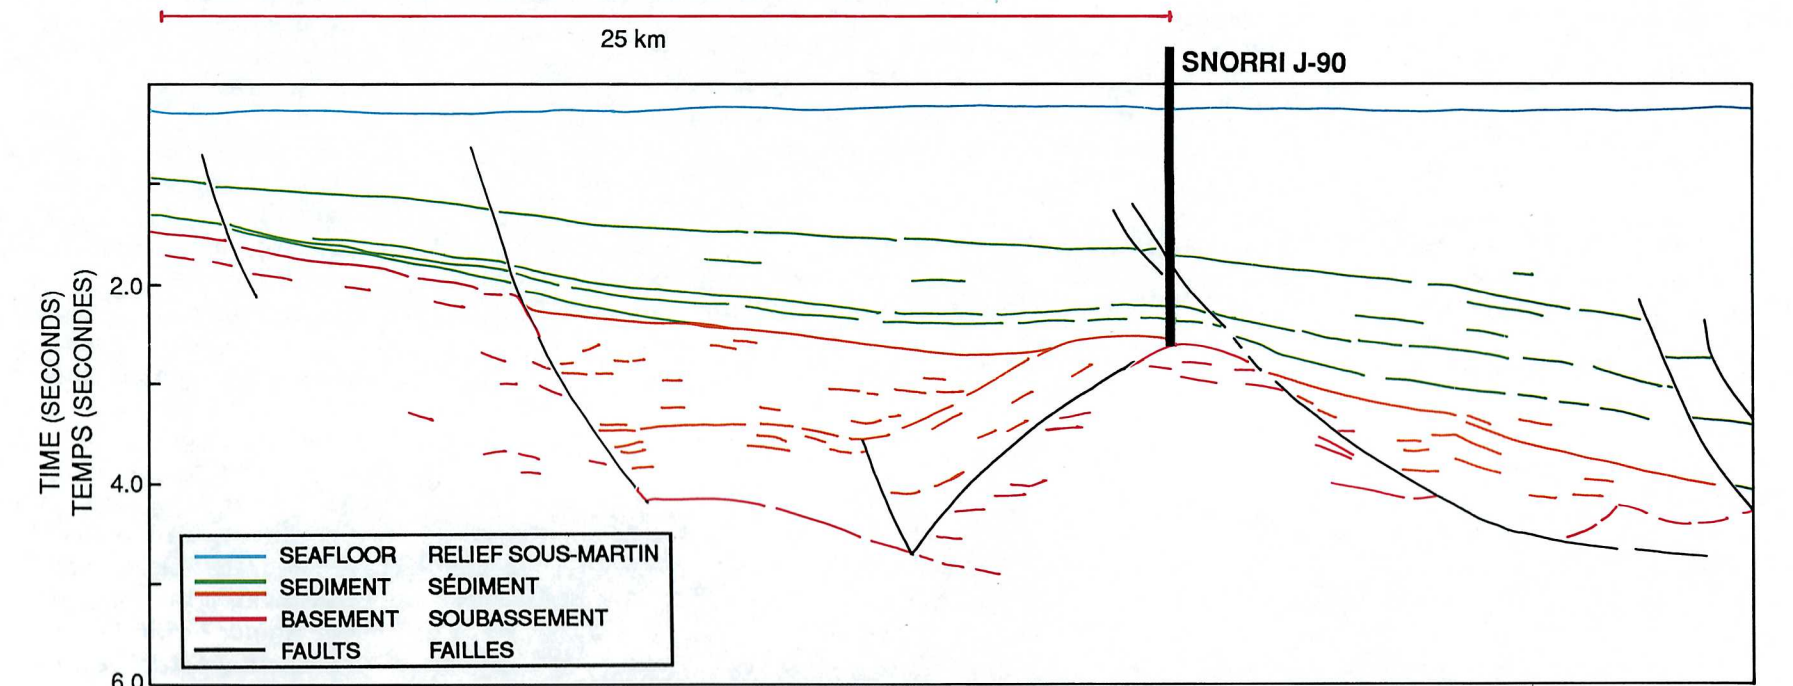 25 km
SNORRI J-90
TIME (SECONDS)
TEMPS (SECONDES)
2.0
4.0
6.0
SEAFLOOR RELIEF SOUS-MARTIN
SEDIMENT SÉDIMENT
BASEMENT SOUBASSEMENT
FAULTS FAILLES